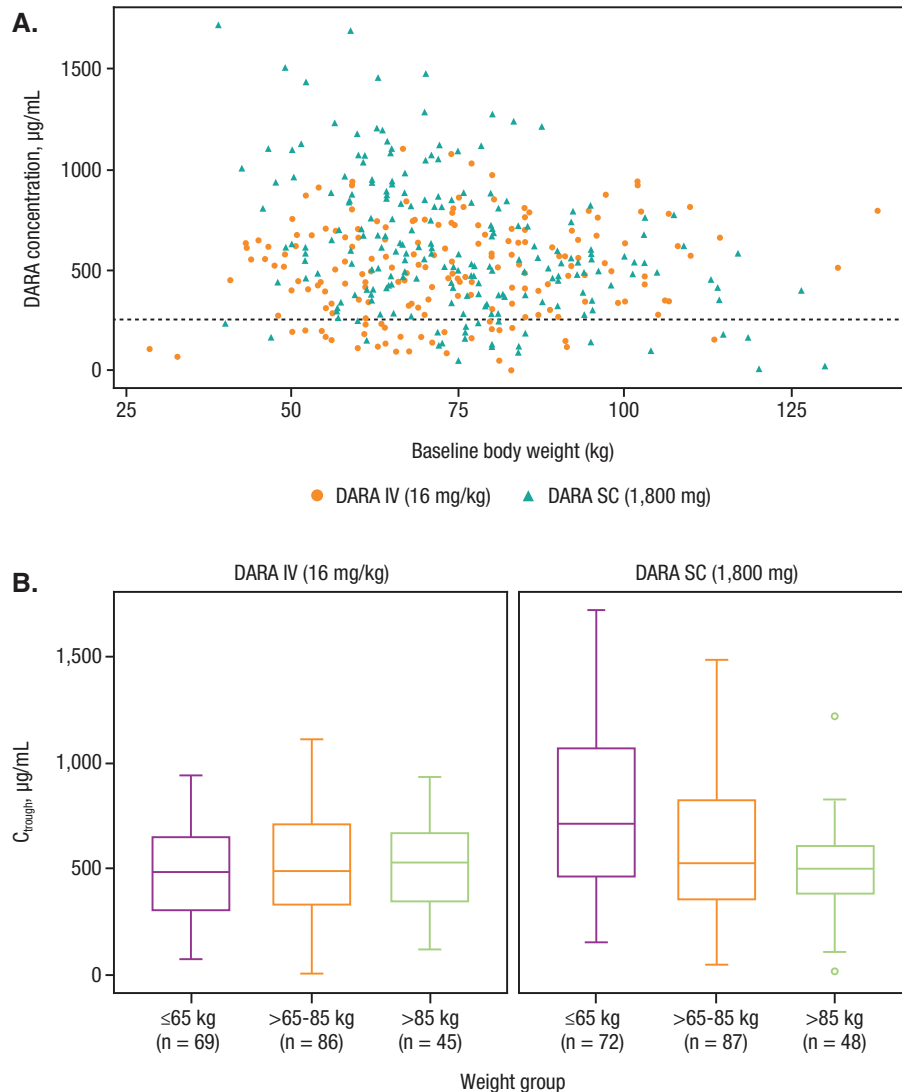 A.
DARA concentration, µg/mL
1500
1000
500
0
25
50
75
100
125
Baseline body weight (kg)
DARA IV (16 mg/kg)
DARA SC (1,800 mg)
B.
DARA IV (16 mg/kg)
DARA SC (1,800 mg)
Ctrough, µg/mL
1,500
1,000
500
0
≤65 kg
(n = 69)
>65-85 kg
(n = 86)
>85 kg
(n = 45)
≤65 kg
(n = 72)
>65-85 kg
(n = 87)
>85 kg
(n = 48)
Weight group